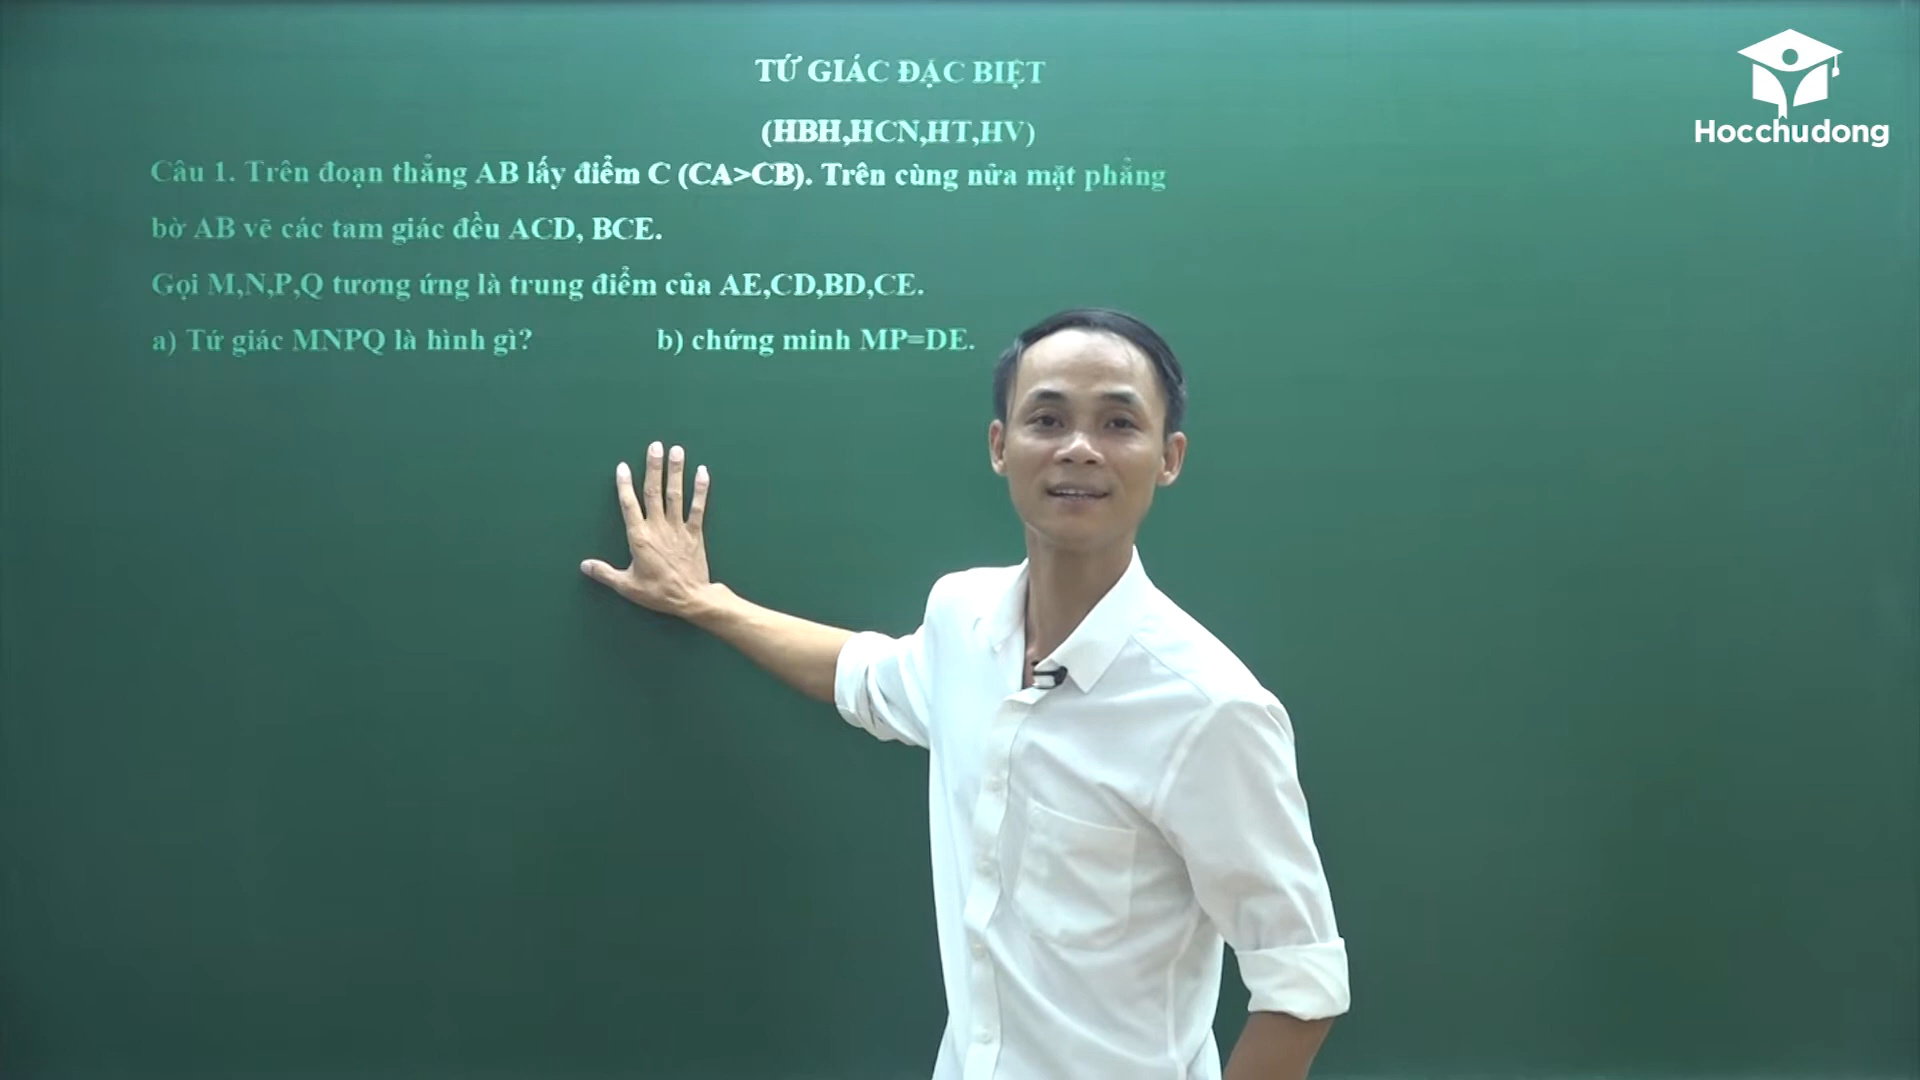 TỨ GIÁC ĐẶC BIỆT
(HBH,HCN,HT,HV)
Hocchudong
Câu 1. Trên đoạn thẳng AB lấy điểm C (CA>CB). Trên cùng nửa mặt phẳng
bờ AB vẽ các tam giác đều ACD, BCE.
Gọi M,N,P,Q tương ứng là trung điểm của AE,CD,BD,CE.
a) Tứ giác MNPQ là hình gì? b) chứng minh MP=DE.